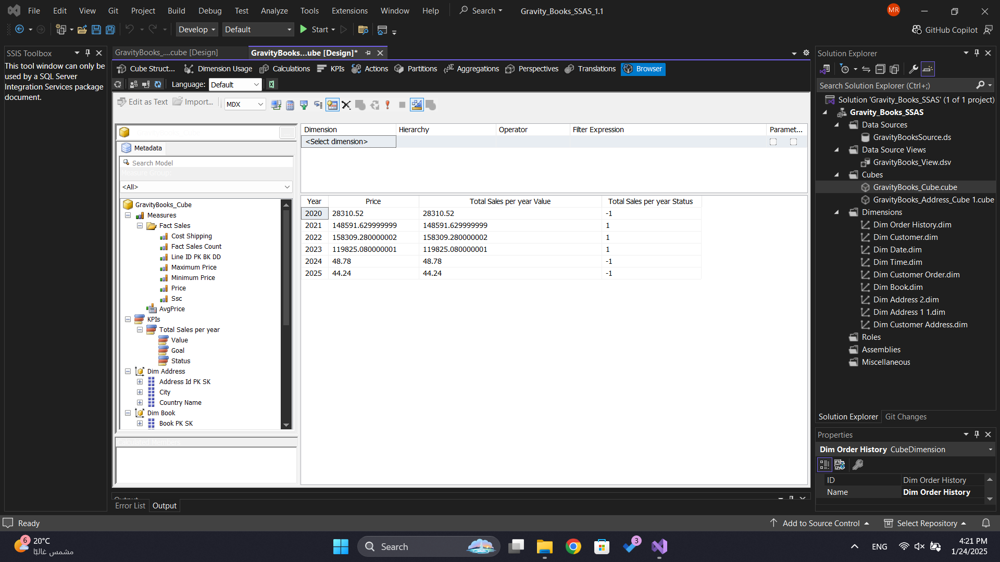 File Edit View Git Project Build Debug Test Analyze Tools Extensions Window Help Search Gravity_Books_SSAS_1.1 MR
Develop Default Start GitHub Copilot
SSIS Toolbox
This tool window can only be
used by a SQL Server
Integration Services package
document.
GravityBooks_....cube [Design] GravityBooks...ube [Design]*
Cube Struct... Dimension Usage Calculations KPIs Actions Partitions Aggregations Perspectives Translations Browser
Language: Default
Edit as Text Import... MDX
Metadata
Search Model
Measure Group:
<All>
GravityBooks_Cube
Measures
Fact Sales
Cost Shipping
Fact Sales Count
Line ID PK BK DD
Maximum Price
Minimum Price
Price
Ssc
AvgPrice
KPIs
Total Sales per year
Value
Goal
Status
Dim Address
Address Id PK SK
City
Country Name
Dim Book
Book PK SK
Calculated Members
Dimension Hierarchy Operator Filter Expression Paramet...
<Select dimension>
Year Price Total Sales per year Value Total Sales per year Status
2020 28310.52 28310.52 -1
2021 148591.629999999 148591.629999999 1
2022 158309.280000002 158309.280000002 1
2023 119825.080000001 119825.080000001 1
2024 48.78 48.78 -1
2025 44.24 44.24 -1
Output
Error List Output
Solution Explorer
Search Solution Explorer (Ctrl+;)
Solution 'Gravity_Books_SSAS' (1 of 1 project)
Gravity_Books_SSAS
Data Sources
GravityBooksSource.ds
Data Source Views
GravityBooks_View.dsv
Cubes
GravityBooks_Cube.cube
GravityBooks_Address_Cube 1.cube
Dimensions
Dim Order History.dim
Dim Customer.dim
Dim Date.dim
Dim Time.dim
Dim Customer Order.dim
Dim Book.dim
Dim Address 2.dim
Dim Address 1 1.dim
Dim Customer Address.dim
Roles
Assemblies
Miscellaneous
Solution Explorer Git Changes
Properties
Dim Order History CubeDimension
ID Dim Order History
Name Dim Order History
Ready Add to Source Control Select Repository
6 20°C
مشمس غالبًا
Search 3 ENG
4:21 PM
1/24/2025